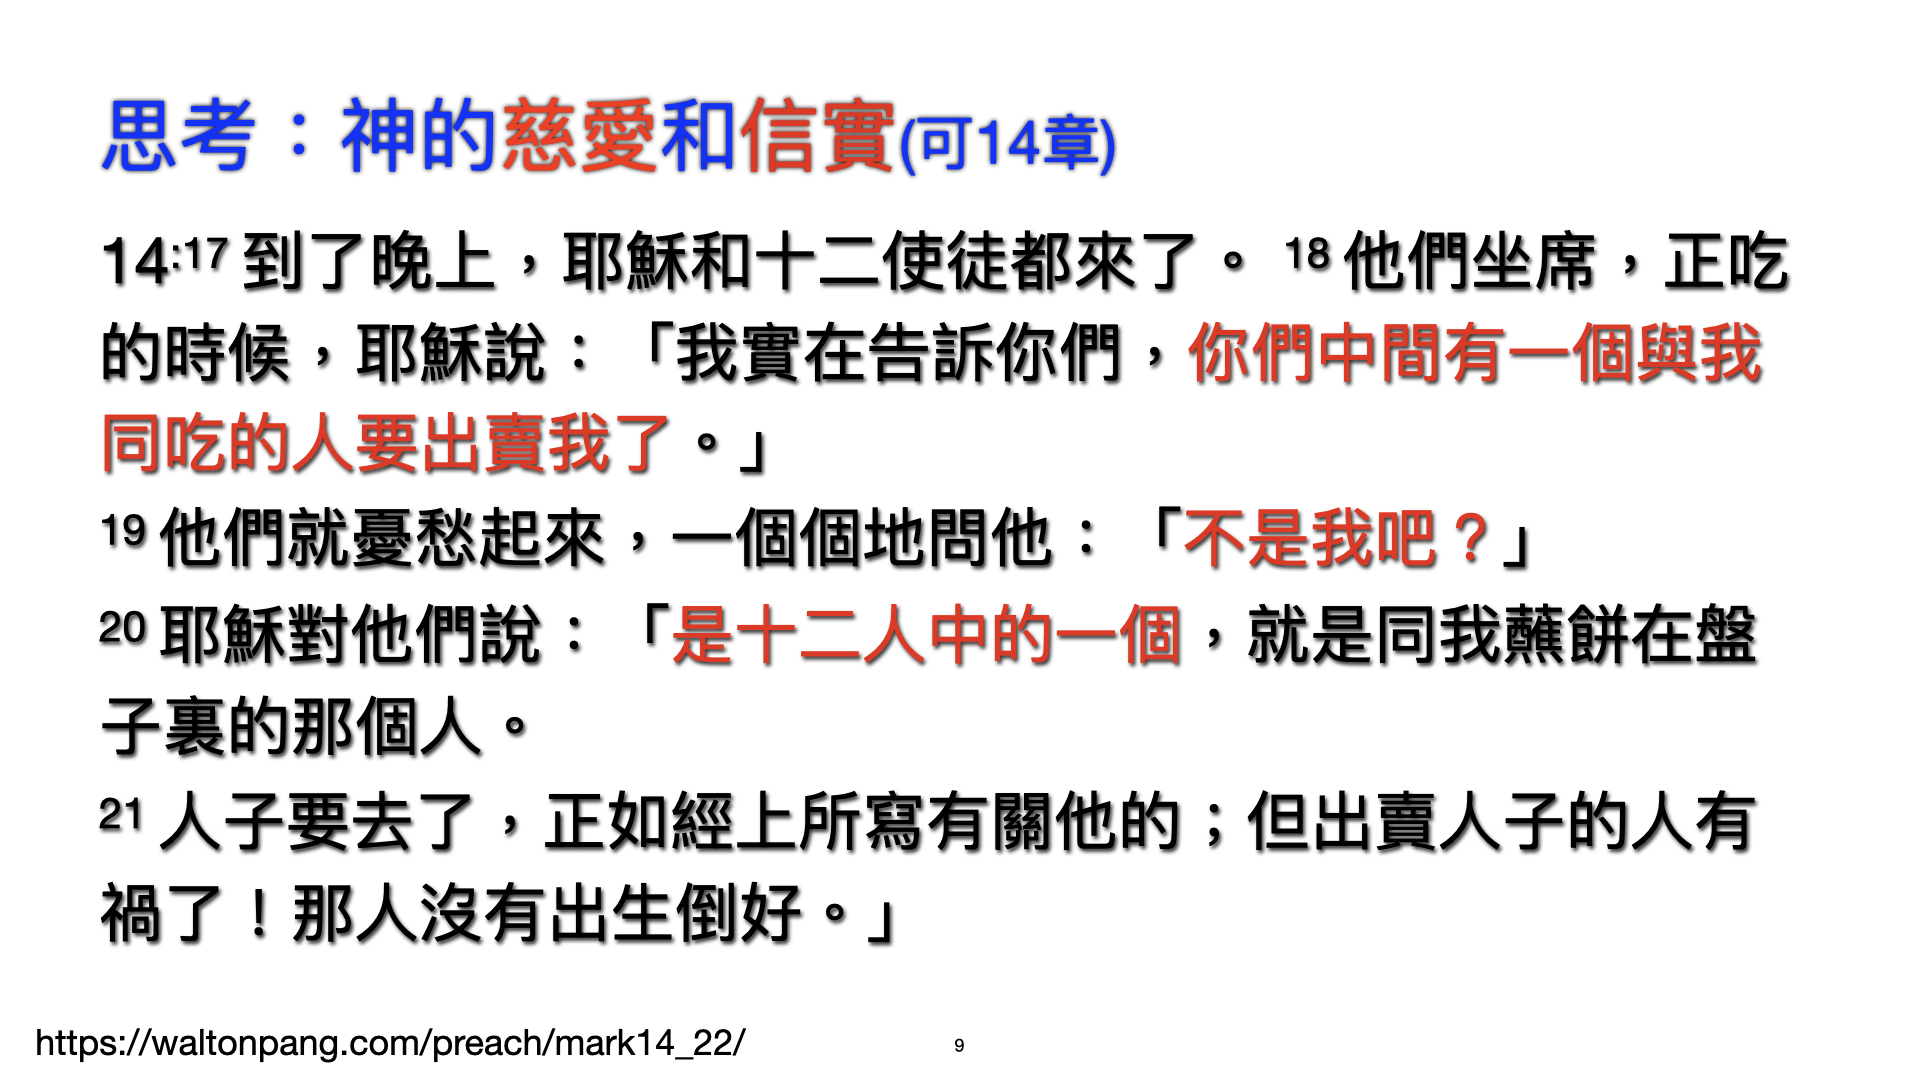 思考：神的慈愛和信實(可14章)
14:17 到了晚上，耶穌和十二使徒都來了。 18 他們坐席，正吃
的時候，耶穌說：「我實在告訴你們，你們中間有一個與我
同吃的人要出賣我了。」
19 他們就憂愁起來，一個個地問他：「不是我吧？」
20 耶穌對他們說：「是十二人中的一個，就是同我蘸餅在盤
子裏的那個人。
21 人子要去了，正如經上所寫有關他的；但出賣人子的人有
禍了！那人沒有出生倒好。」
https://waltonpang.com/preach/mark14_22/
9